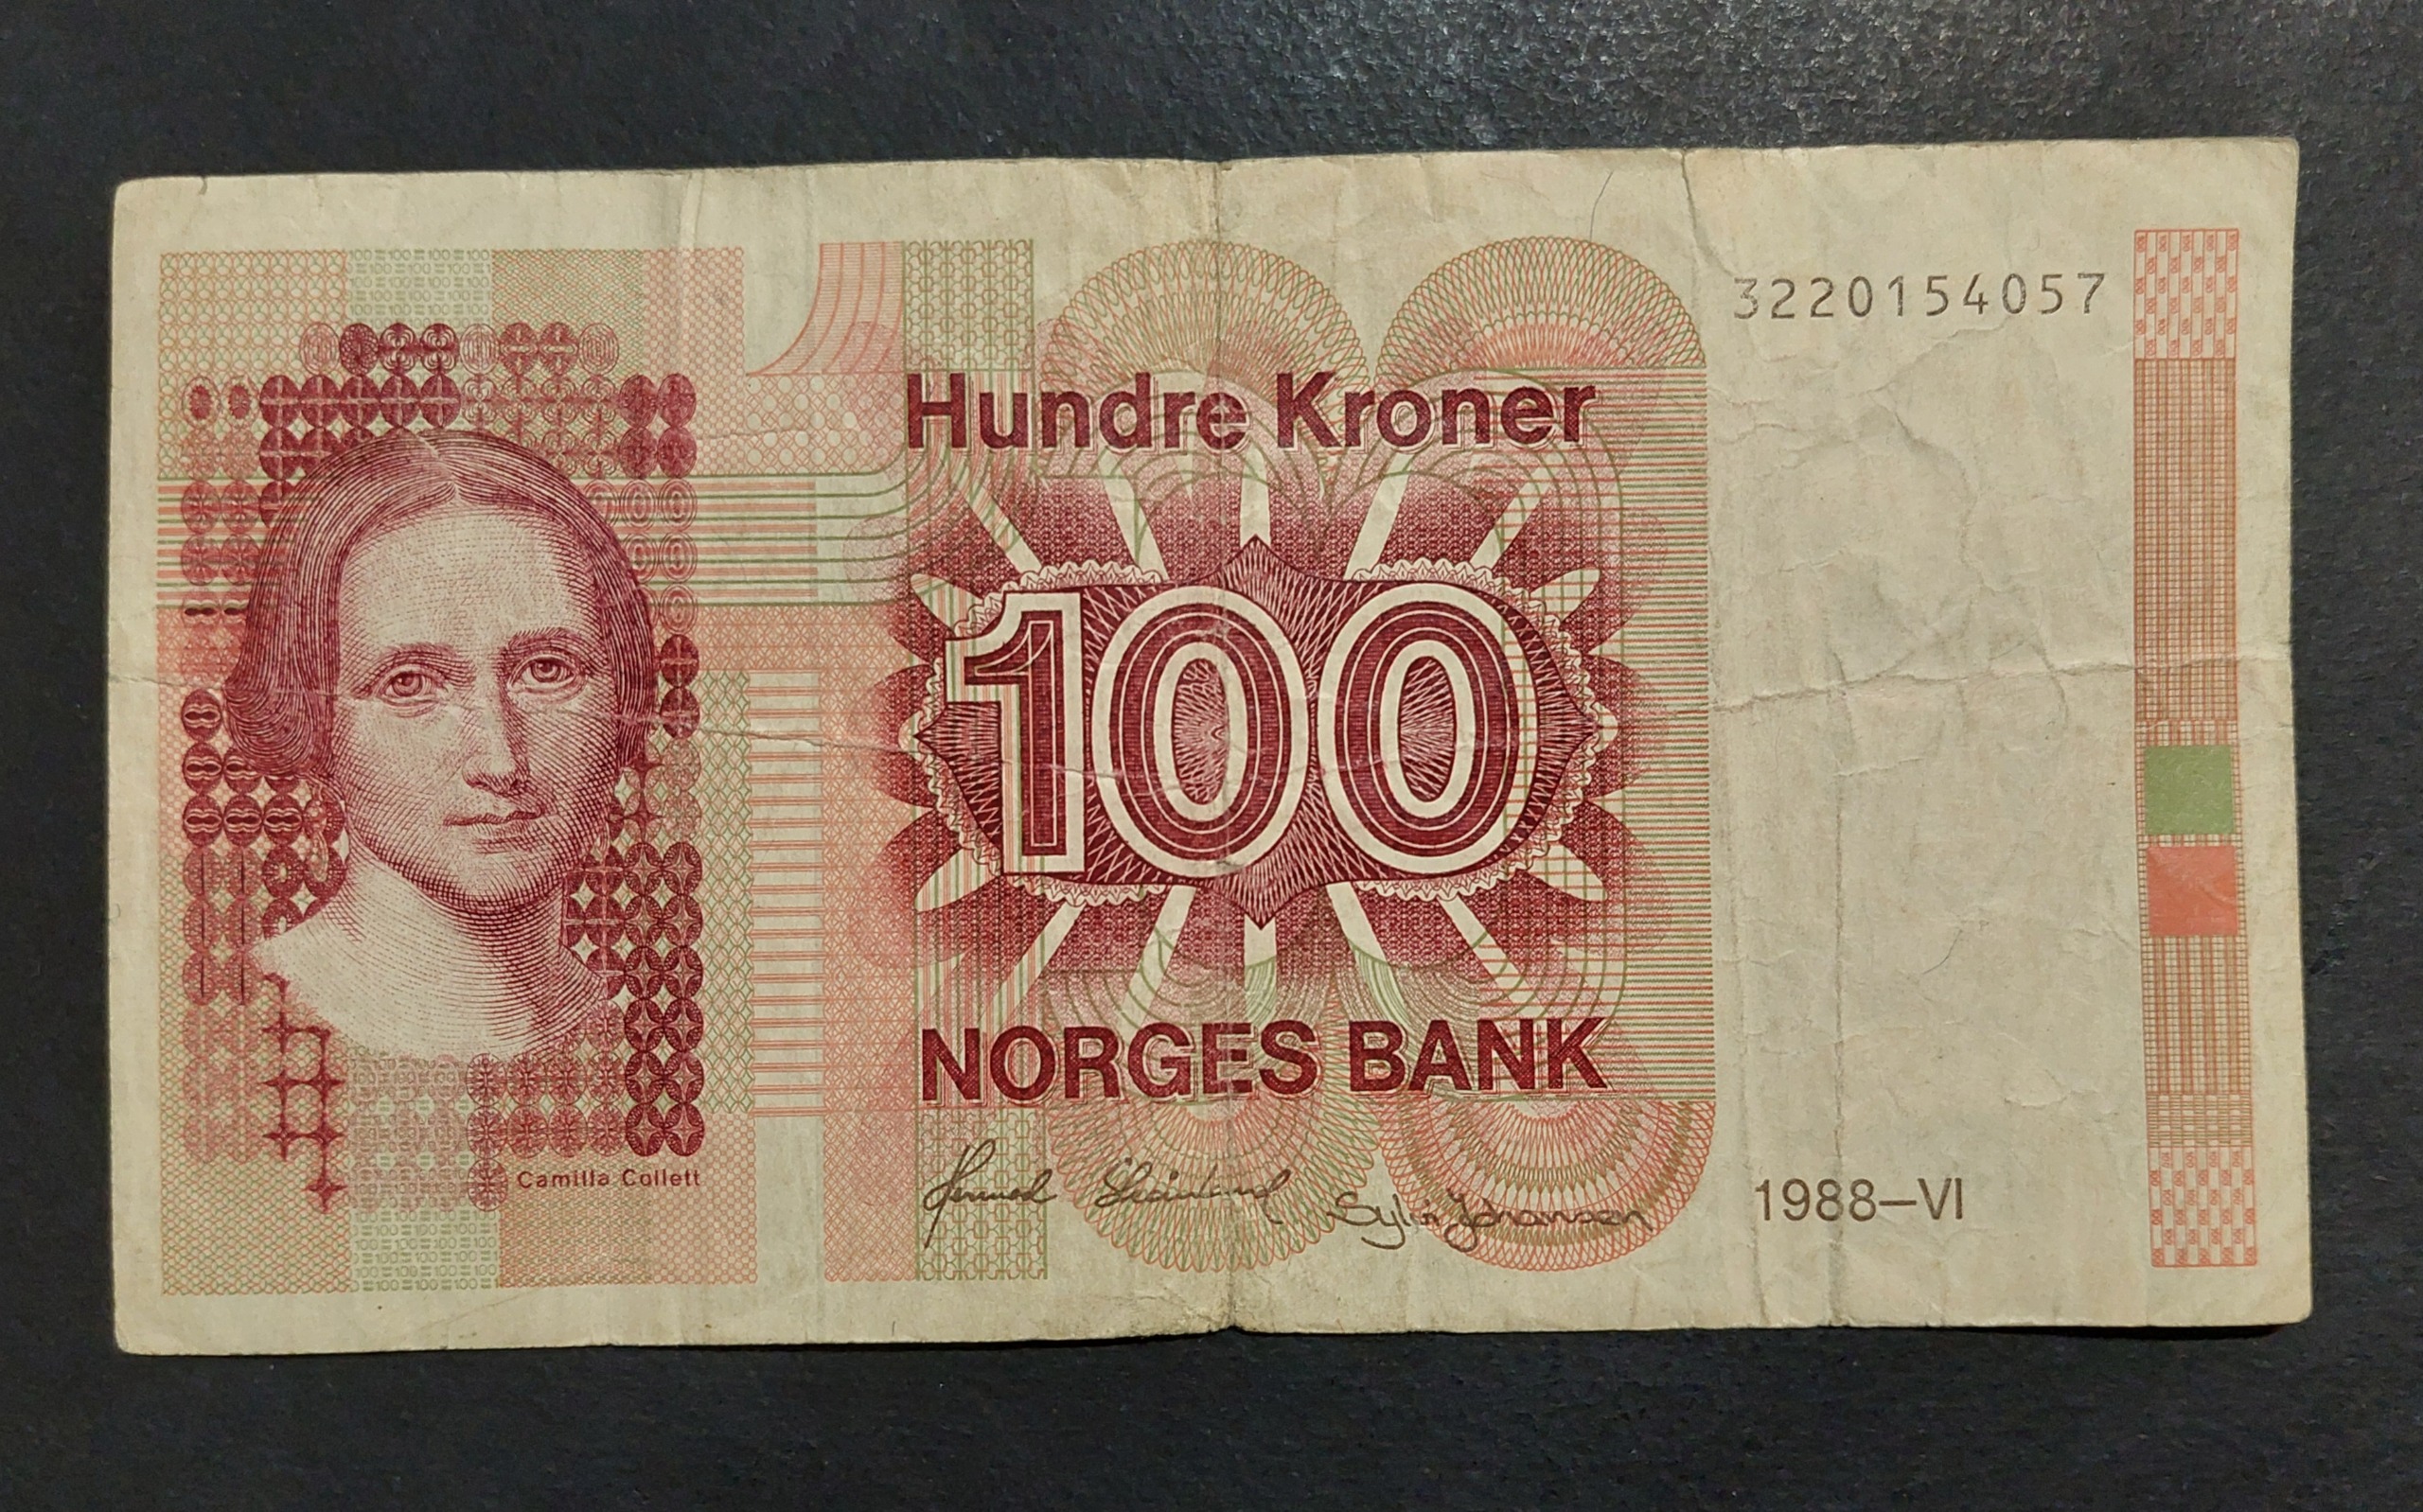 3220154057
Hundre Kroner
100
NORGES BANK
Camilla Collett
1988–VI